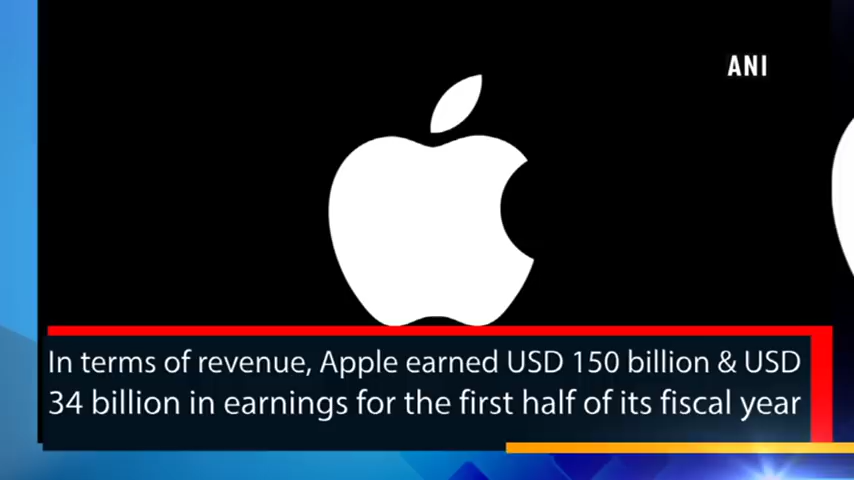 ANI
In terms of revenue, Apple earned USD 150 billion & USD
34 billion in earnings for the first half of its fiscal year